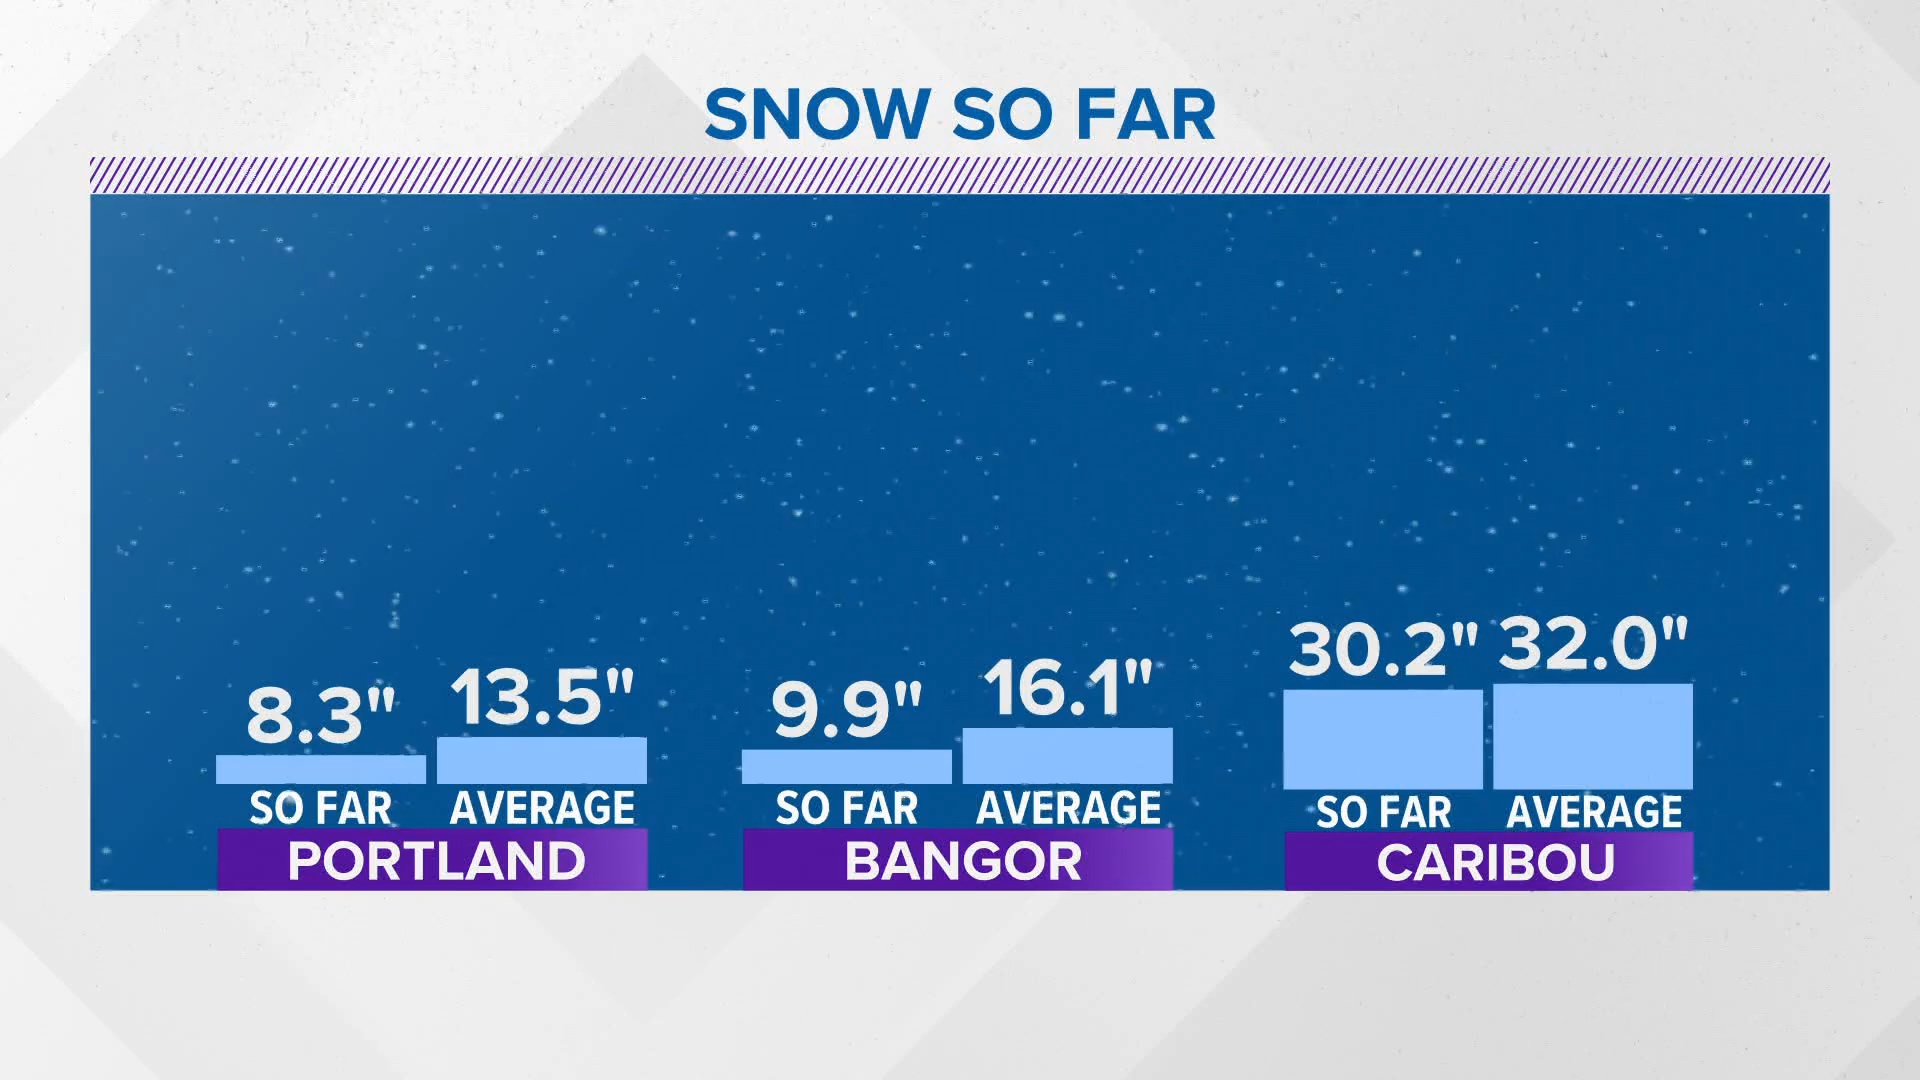 SNOW SO FAR
8.3" 13.5"
SO FAR AVERAGE
PORTLAND
9.9" 16.1"
SO FAR AVERAGE
BANGOR
30.2" 32.0"
SO FAR AVERAGE
CARIBOU